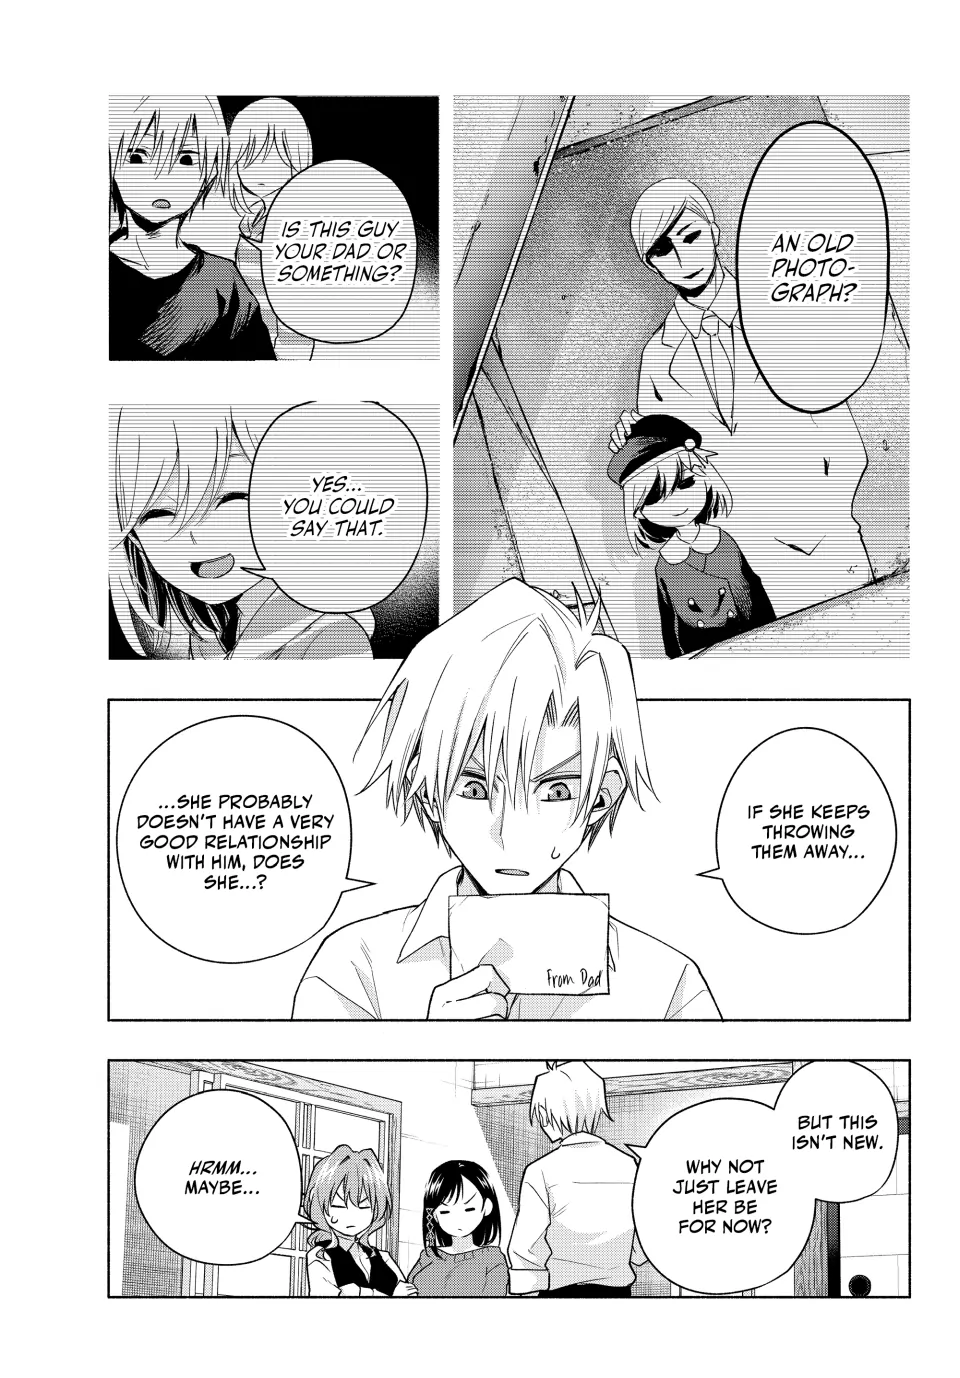 AN OLD
PHOTO-
GRAPH?
IS THIS GUY
YOUR DAD OR
SOMETHING?
YES...
YOU COULD
SAY THAT.
IF SHE KEEPS
THROWING
THEM AWAY...
...SHE PROBABLY
DOESN'T HAVE A VERY
GOOD RELATIONSHIP
WITH HIM, DOES
SHE...?
From Dad
BUT THIS
ISN'T NEW.
WHY NOT
JUST LEAVE
HER BE
FOR NOW?
HRMM...
MAYBE...